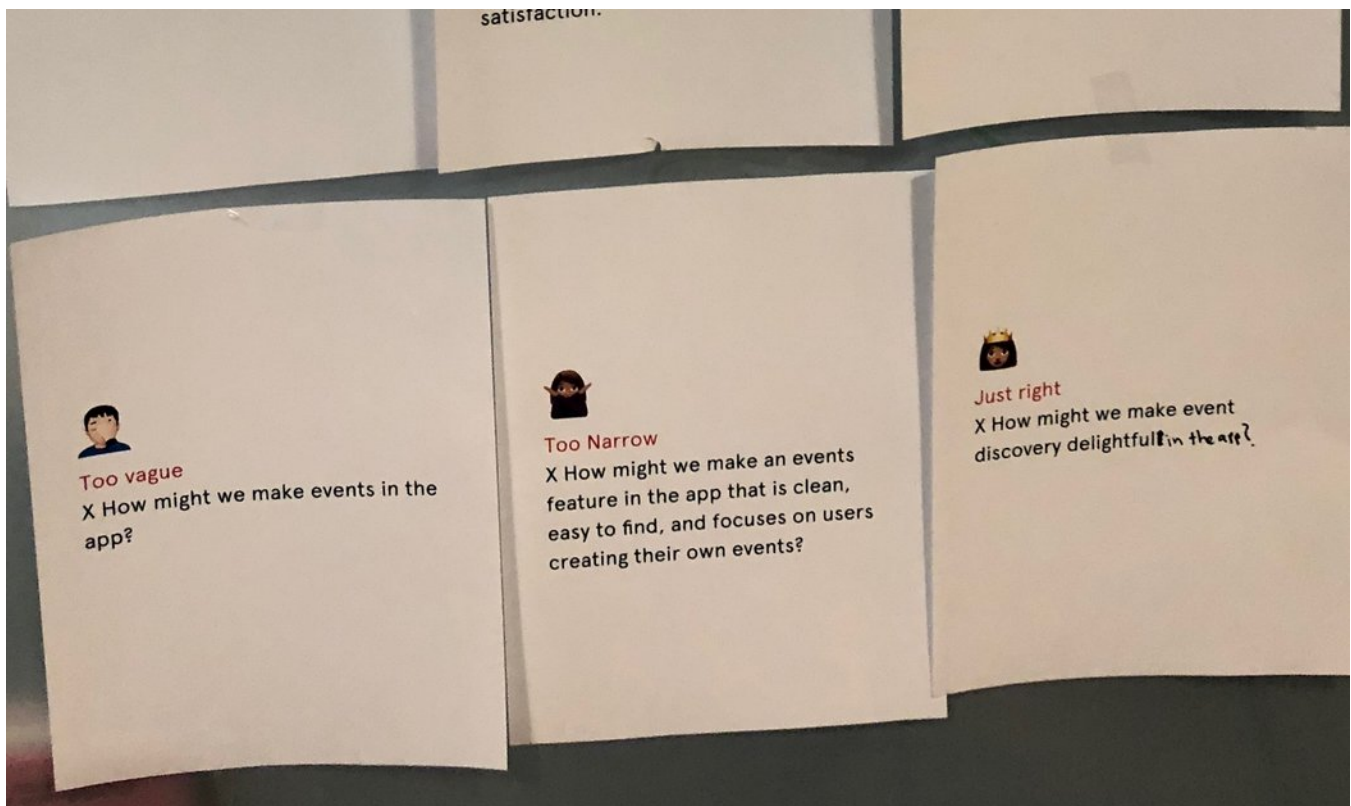 satisfaction.
Too vague
X How might we make events in the
app?
Too Narrow
X How might we make an events
feature in the app that is clean,
easy to find, and focuses on users
creating their own events?
Just right
X How might we make event
discovery delightful in the app?